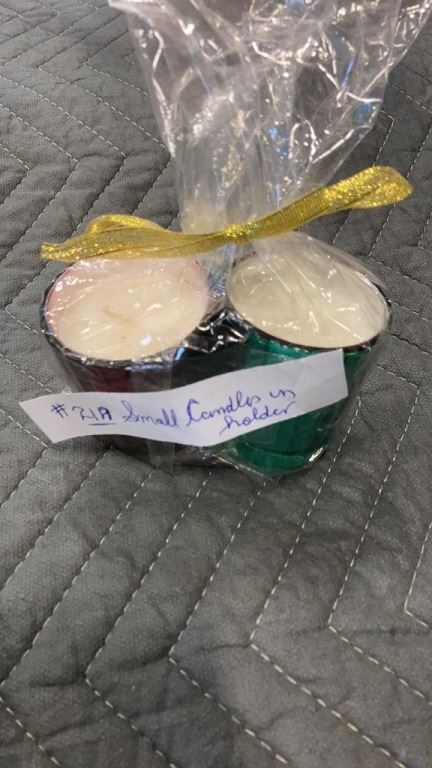 #21A Small Candles in
holder